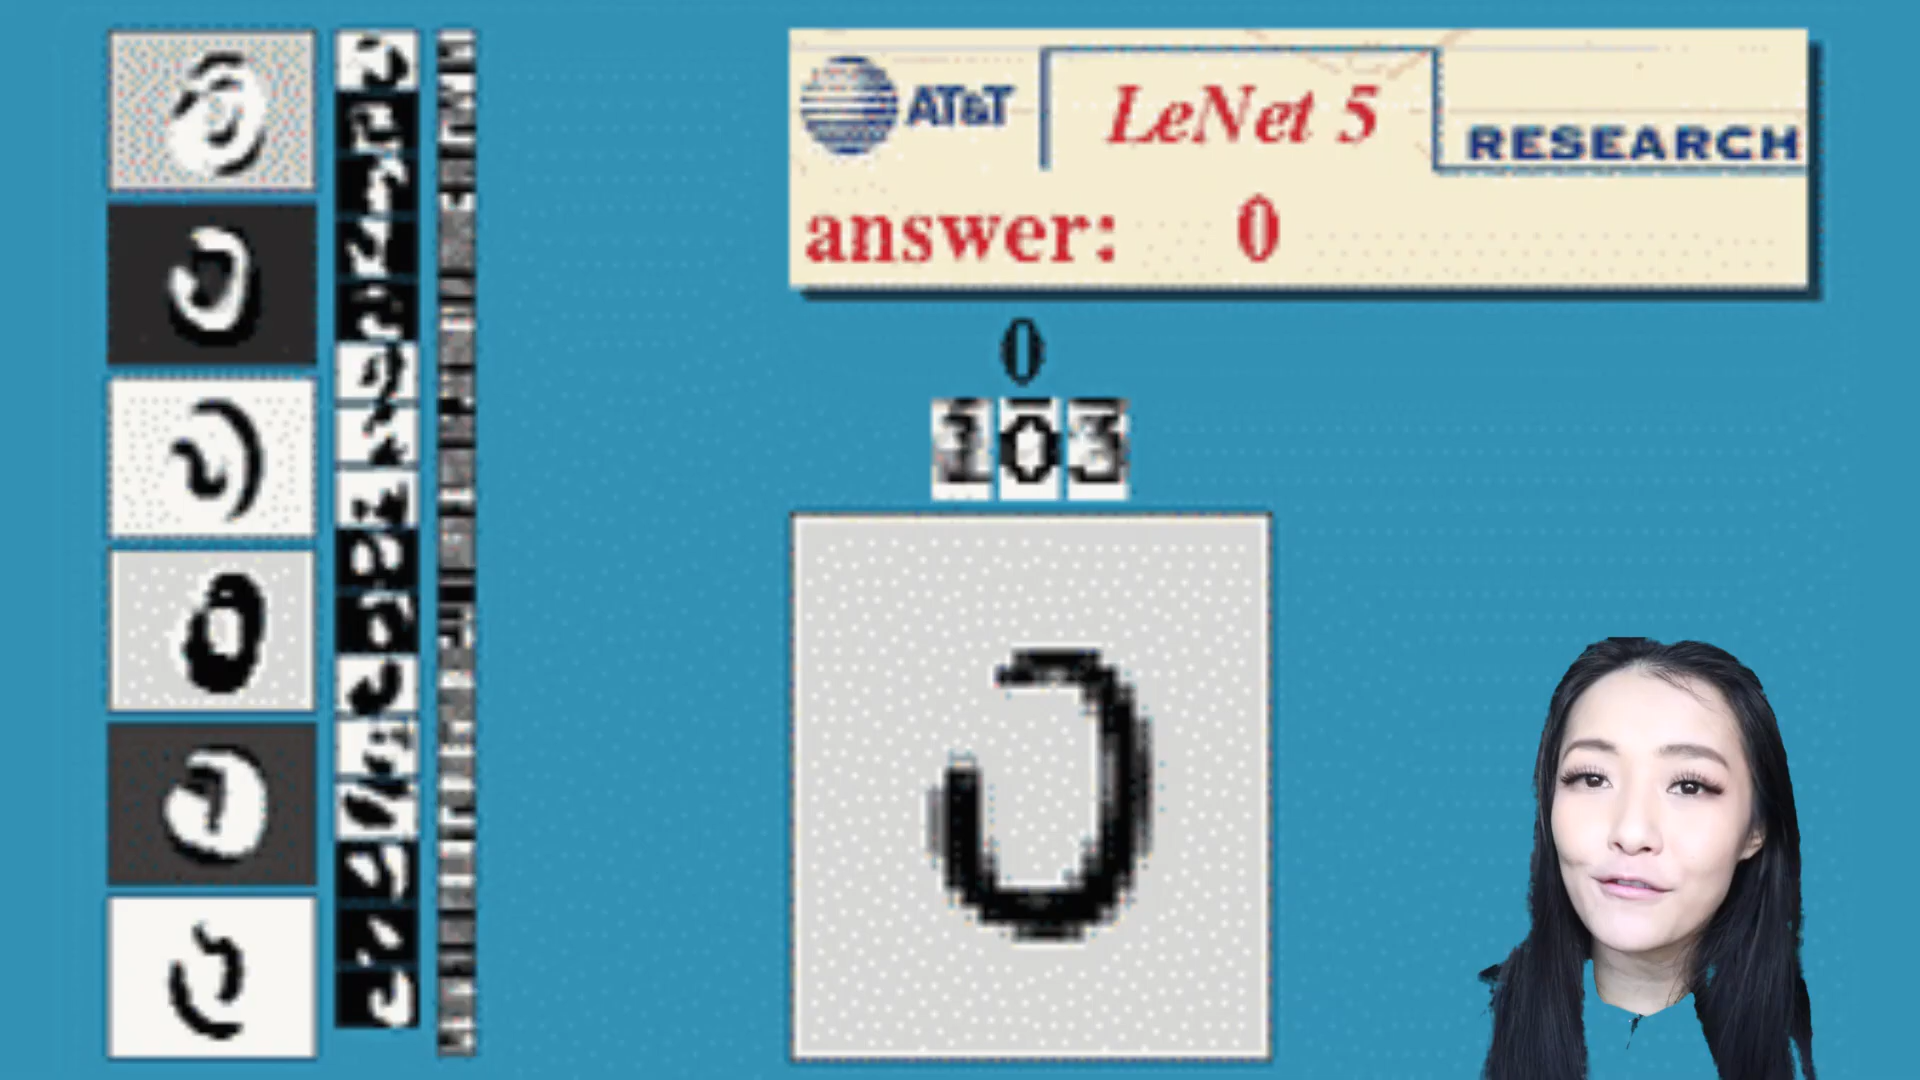 AT&T
LeNet 5
RESEARCH
answer: 0
0
103